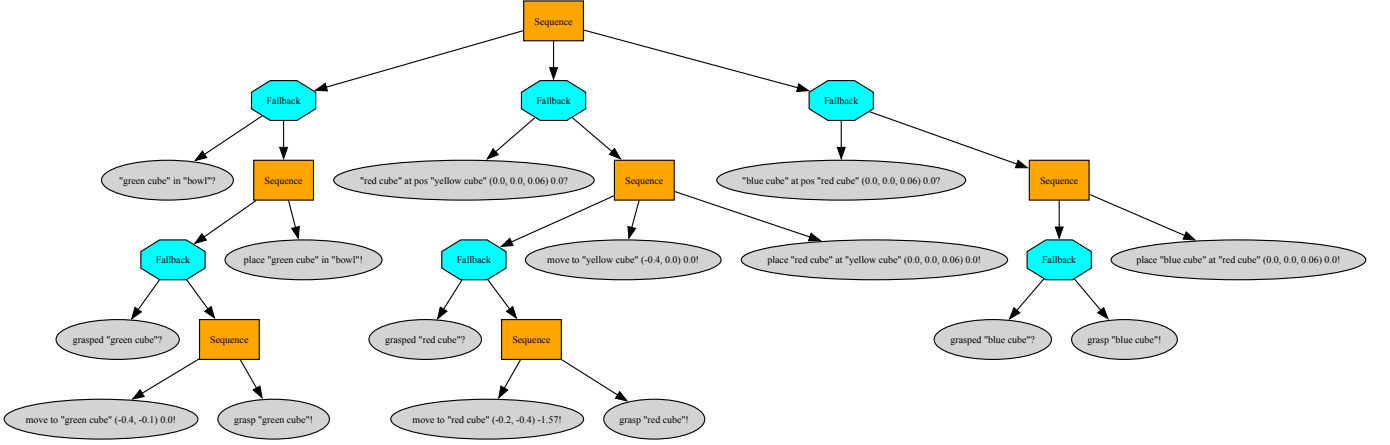 Sequence
Fallback
Fallback
Fallback
"green cube" in "bowl"?
Sequence
"red cube" at pos "yellow cube" (0.0, 0.0, 0.06) 0.0?
Sequence
"blue cube" at pos "red cube" (0.0, 0.0, 0.06) 0.0?
Sequence
Fallback
place "green cube" in "bowl"!
Fallback
move to "yellow cube" (-0.4, 0.0) 0.0!
place "red cube" at "yellow cube" (0.0, 0.0, 0.06) 0.0!
Fallback
place "blue cube" at "red cube" (0.0, 0.0, 0.06) 0.0!
grasped "green cube"?
Sequence
grasped "red cube"?
Sequence
grasped "blue cube"?
grasp "blue cube"!
move to "green cube" (-0.4, -0.1) 0.0!
grasp "green cube"!
move to "red cube" (-0.2, -0.4) -1.57!
grasp "red cube"!